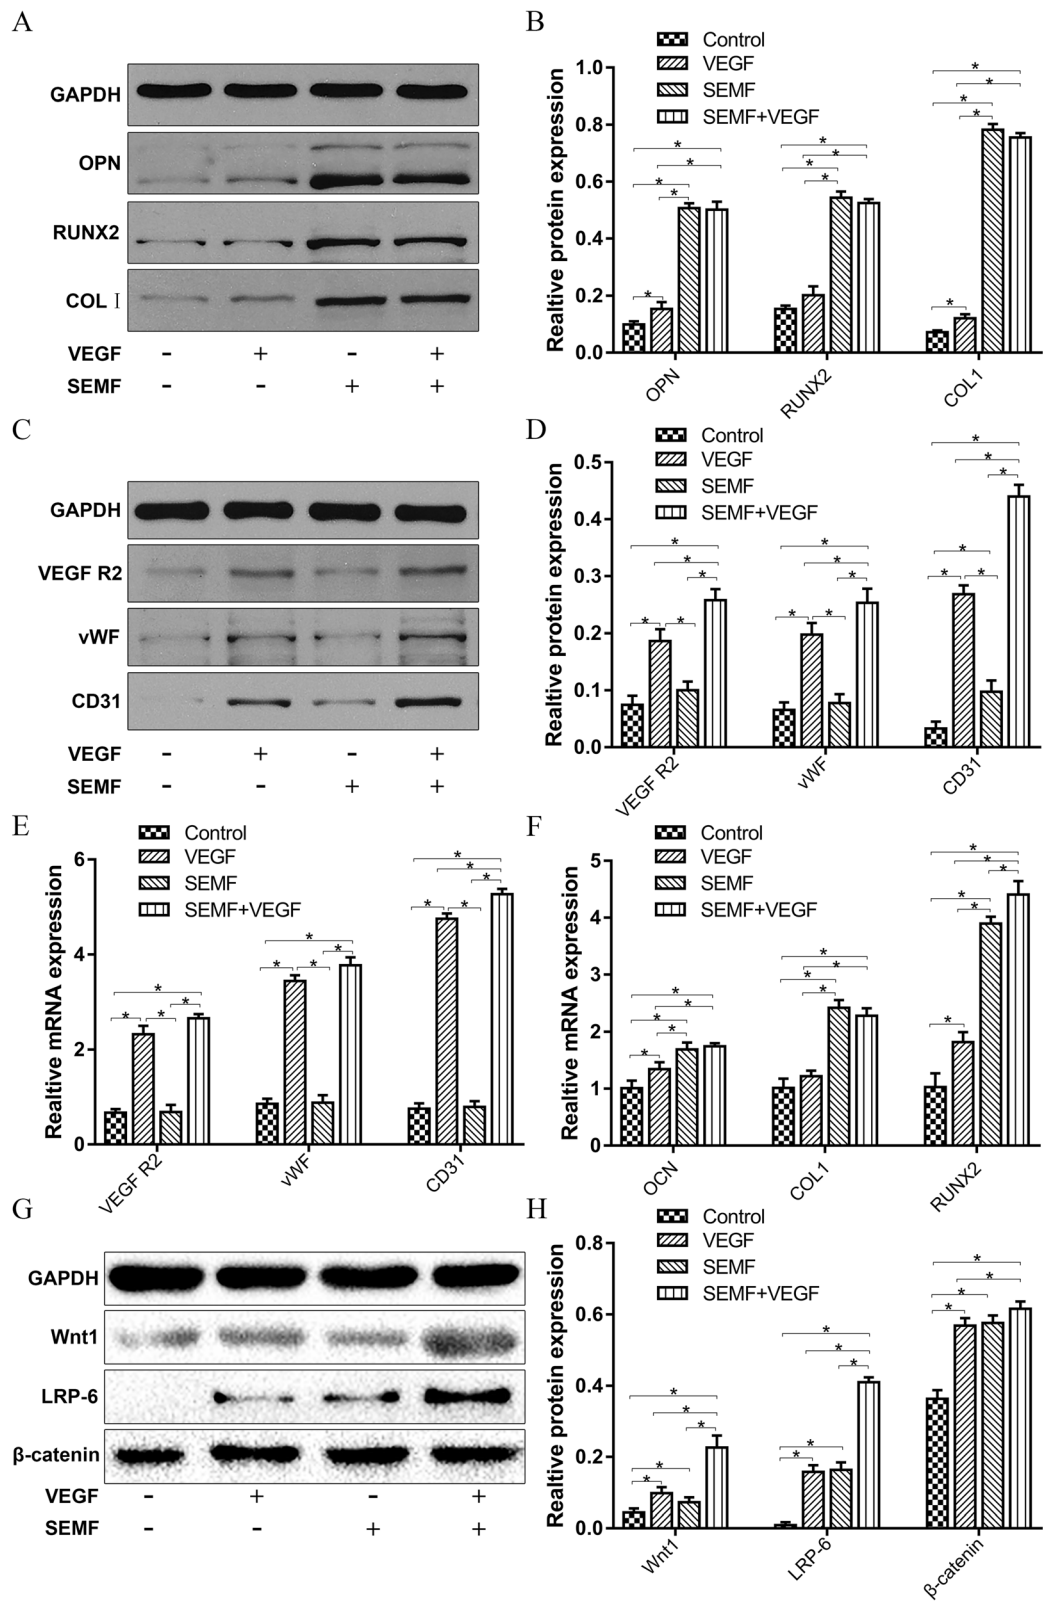 A
GAPDH
OPN
RUNX2
COL I
VEGF - + - +
SEMF - - + +
B
Control
VEGF
SEMF
SEMF+VEGF
Realtive protein expression
1.0
0.8
0.6
0.4
0.2
0.0
* * * * * * * * * * * * * *
OPN RUNX2 COL1
C
GAPDH
VEGF R2
vWF
CD31
VEGF - + - +
SEMF - - + +
D
Control
VEGF
SEMF
SEMF+VEGF
Realtive protein expression
0.5
0.4
0.3
0.2
0.1
0.0
* * * * * * * * * * * * * * * *
VEGF R2 vWF CD31
E
Control
VEGF
SEMF
SEMF+VEGF
Realtive mRNA expression
6
4
2
0
* * * * * * * * * * * * *
VEGF R2 vWF CD31
F
Control
VEGF
SEMF
SEMF+VEGF
Realtive mRNA expression
5
4
3
2
1
0
* * * * * * * * * * * * * * *
OCN COL1 RUNX2
G
GAPDH
Wnt1
LRP-6
β-catenin
VEGF - + - +
SEMF - - + +
H
Control
VEGF
SEMF
SEMF+VEGF
Realtive protein expression
0.8
0.6
0.4
0.2
0.0
* * * * * * * * * * * * * *
Wnt1 LRP-6 β-catenin